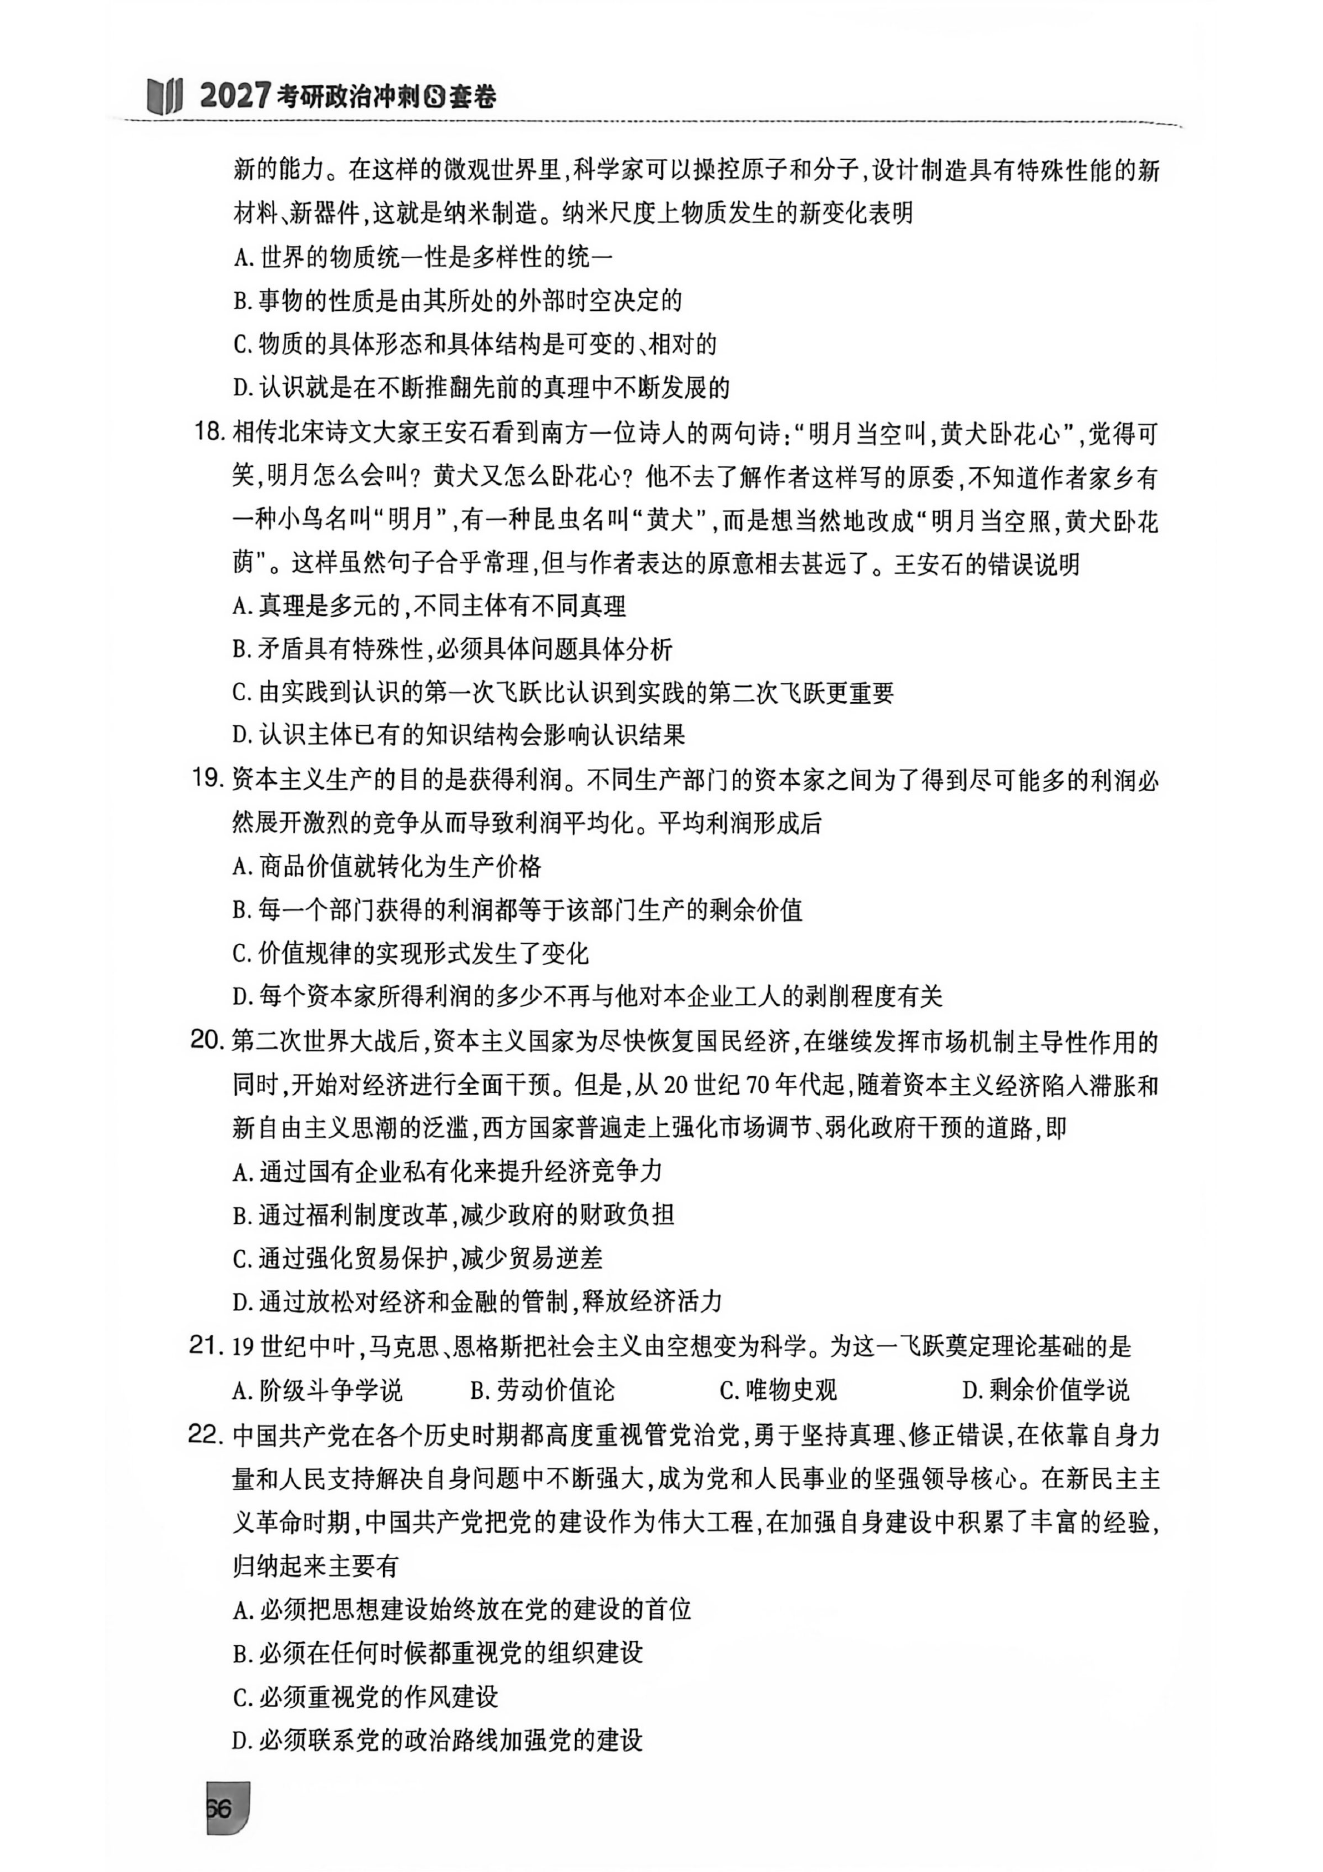 2027考研政治冲刺8套卷
新的能力。在这样的微观世界里,科学家可以操控原子和分子,设计制造具有特殊性能的新
材料、新器件,这就是纳米制造。纳米尺度上物质发生的新变化表明
A. 世界的物质统一性是多样性的统一
B. 事物的性质是由其所处的外部时空决定的
C. 物质的具体形态和具体结构是可变的、相对的
D. 认识就是在不断推翻先前的真理中不断发展的
18. 相传北宋诗文大家王安石看到南方一位诗人的两句诗:“明月当空叫,黄犬卧花心”,觉得可
笑,明月怎么会叫? 黄犬又怎么卧花心? 他不去了解作者这样写的原委,不知道作者家乡有
一种小鸟名叫“明月”,有一种昆虫名叫“黄犬”,而是想当然地改成“明月当空照,黄犬卧花
荫"。这样虽然句子合乎常理,但与作者表达的原意相去甚远了。王安石的错误说明
A. 真理是多元的,不同主体有不同真理
B. 矛盾具有特殊性,必须具体问题具体分析
C. 由实践到认识的第一次飞跃比认识到实践的第二次飞跃更重要
D. 认识主体已有的知识结构会影响认识结果
19. 资本主义生产的目的是获得利润。不同生产部门的资本家之间为了得到尽可能多的利润必
然展开激烈的竞争从而导致利润平均化。平均利润形成后
A. 商品价值就转化为生产价格
B. 每一个部门获得的利润都等于该部门生产的剩余价值
C. 价值规律的实现形式发生了变化
D. 每个资本家所得利润的多少不再与他对本企业工人的剥削程度有关
20. 第二次世界大战后,资本主义国家为尽快恢复国民经济,在继续发挥市场机制主导性作用的
同时,开始对经济进行全面干预。但是,从 20 世纪 70 年代起,随着资本主义经济陷入滞胀和
新自由主义思潮的泛滥,西方国家普遍走上强化市场调节、弱化政府干预的道路,即
A. 通过国有企业私有化来提升经济竞争力
B. 通过福利制度改革,减少政府的财政负担
C. 通过强化贸易保护,减少贸易逆差
D. 通过放松对经济和金融的管制,释放经济活力
21. 19 世纪中叶,马克思、恩格斯把社会主义由空想变为科学。为这一飞跃奠定理论基础的是
A. 阶级斗争学说 B. 劳动价值论 C. 唯物史观 D. 剩余价值学说
22. 中国共产党在各个历史时期都高度重视管党治党,勇于坚持真理、修正错误,在依靠自身力
量和人民支持解决自身问题中不断强大,成为党和人民事业的坚强领导核心。在新民主主
义革命时期,中国共产党把党的建设作为伟大工程,在加强自身建设中积累了丰富的经验,
归纳起来主要有
A. 必须把思想建设始终放在党的建设的首位
B. 必须在任何时候都重视党的组织建设
C. 必须重视党的作风建设
D. 必须联系党的政治路线加强党的建设
66